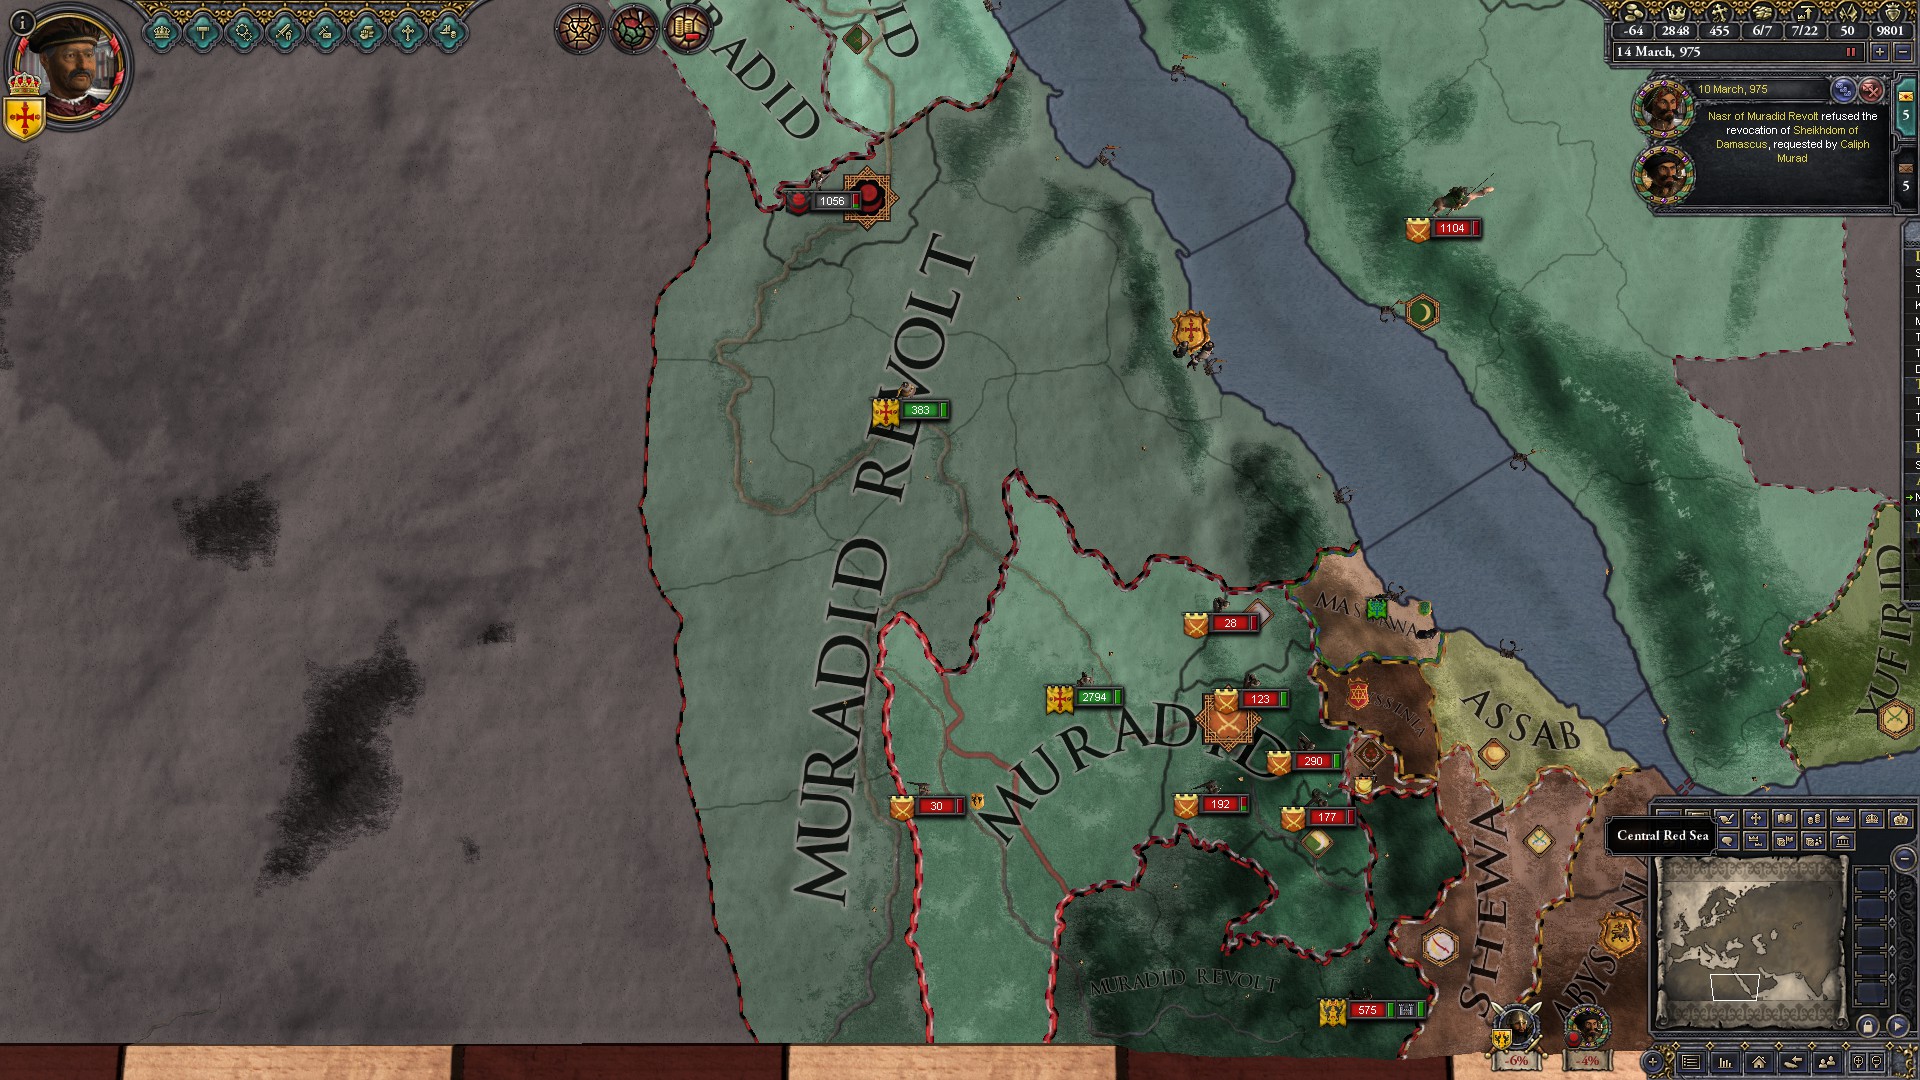 -64 2848 455 6/7 7/22 50 9801
14 March, 975
10 March, 975
Nasr of Muradid Revolt refused the
revocation of Sheikhdom of
Damascus, requested by Caliph
Murad
5
5
MURADID
1056
1104
MURADID REVOLT
383
28
2794
123
290
30
192
177
575
MURADID
ASSAB
YUFIRID
SHEWA
MURADID REVOLT
Central Red Sea
-6%
-4%